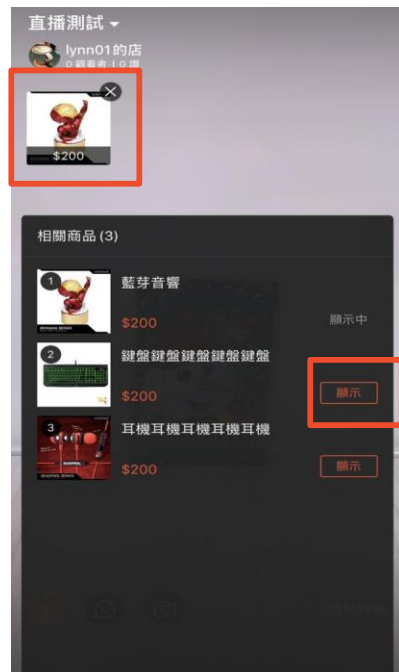 直播測試
lynn01的店
0 觀看者 | 0 讚
$200
相關商品 (3)
1
藍芽音響
$200
顯示中
2
鍵盤鍵盤鍵盤鍵盤鍵盤
$200
顯示
3
耳機耳機耳機耳機耳機
$200
顯示